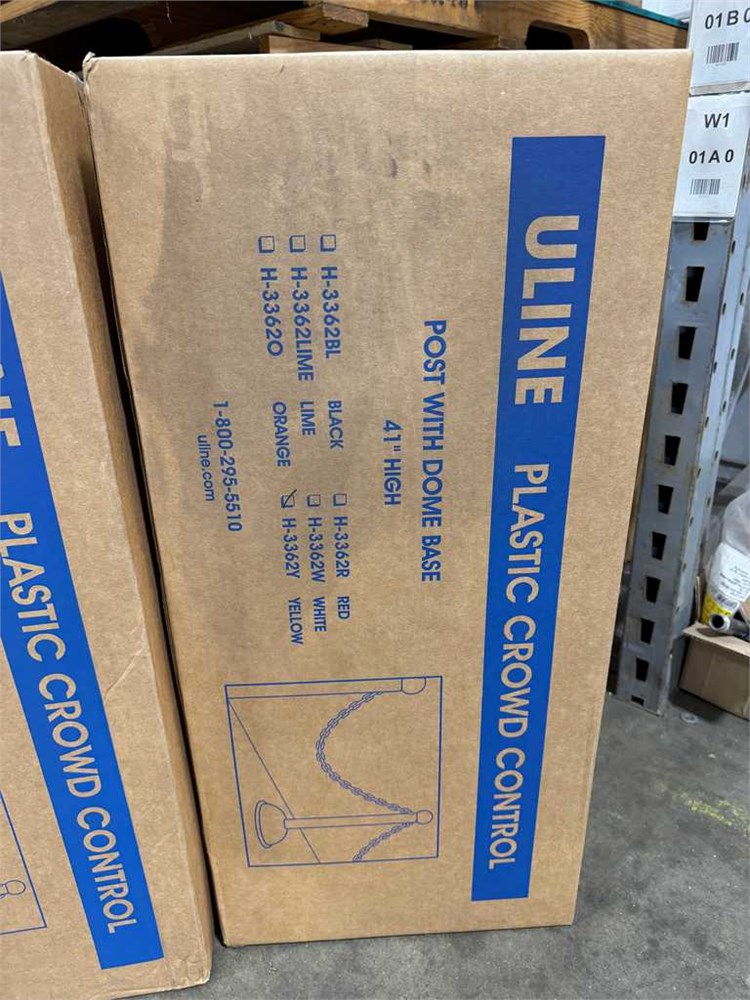 ULINE PLASTIC CROWD CONTROL
POST WITH DOME BASE
41" HIGH
H-3362BL BLACK
H-3362LIME LIME
H-3362O ORANGE
H-3362R RED
H-3362W WHITE
H-3362Y YELLOW
1-800-295-5510
uline.com
PLASTIC CROWD CONTROL
01B0
W1
01A0